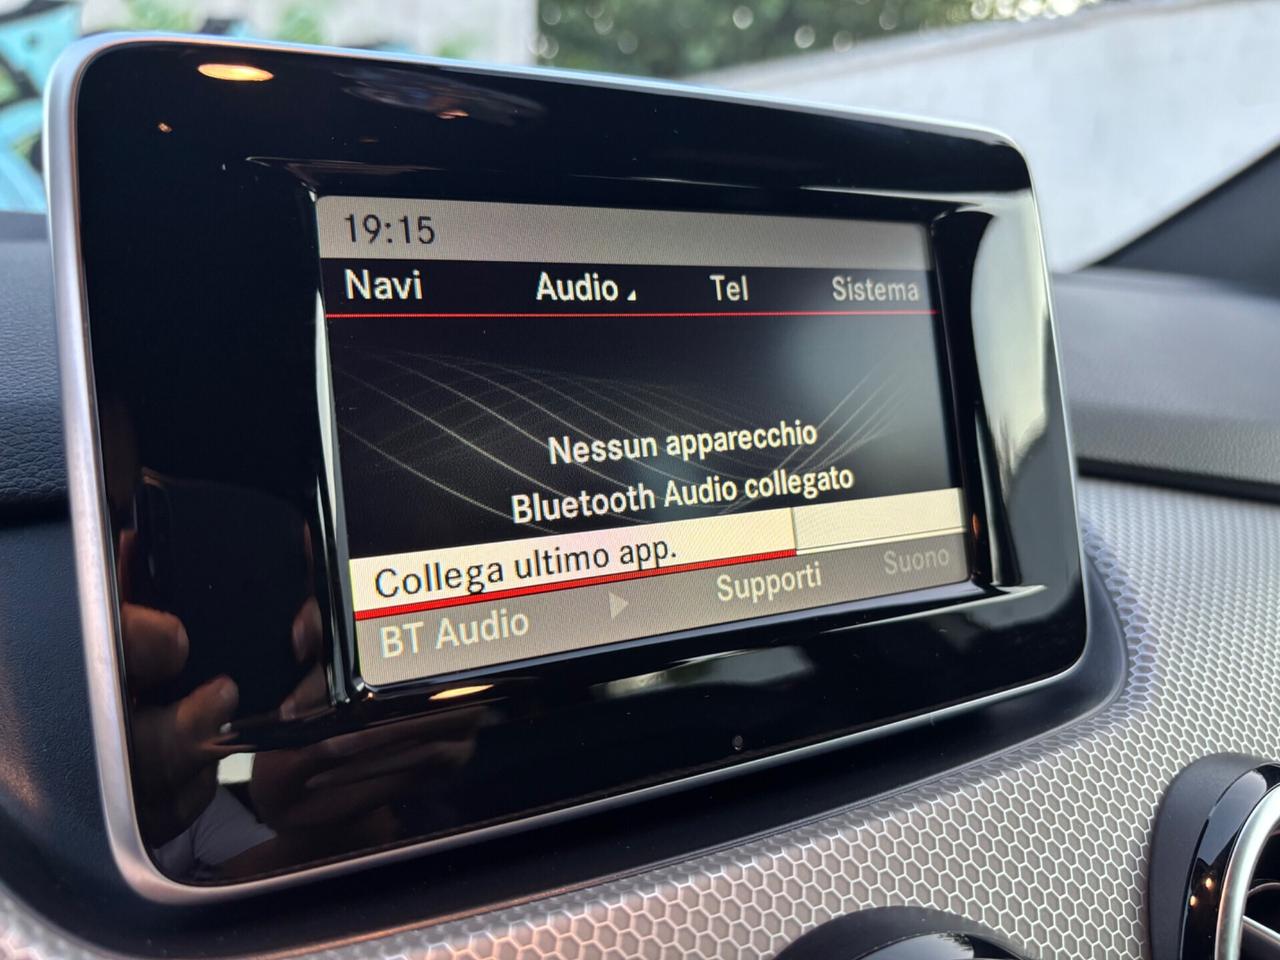 19:15
Navi Audio Tel Sistema
Nessun apparecchio
Bluetooth Audio collegato
Collega ultimo app.
BT Audio Supporti Suono